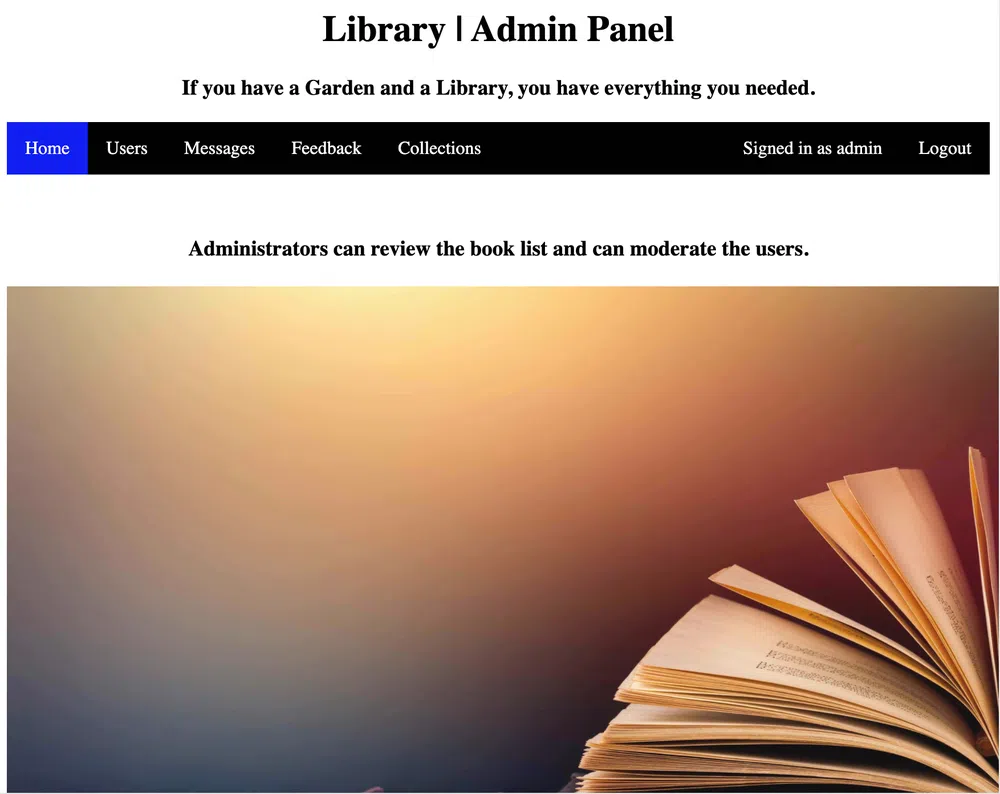 Library | Admin Panel
If you have a Garden and a Library, you have everything you needed.
Home Users Messages Feedback Collections Signed in as admin Logout
Administrators can review the book list and can moderate the users.